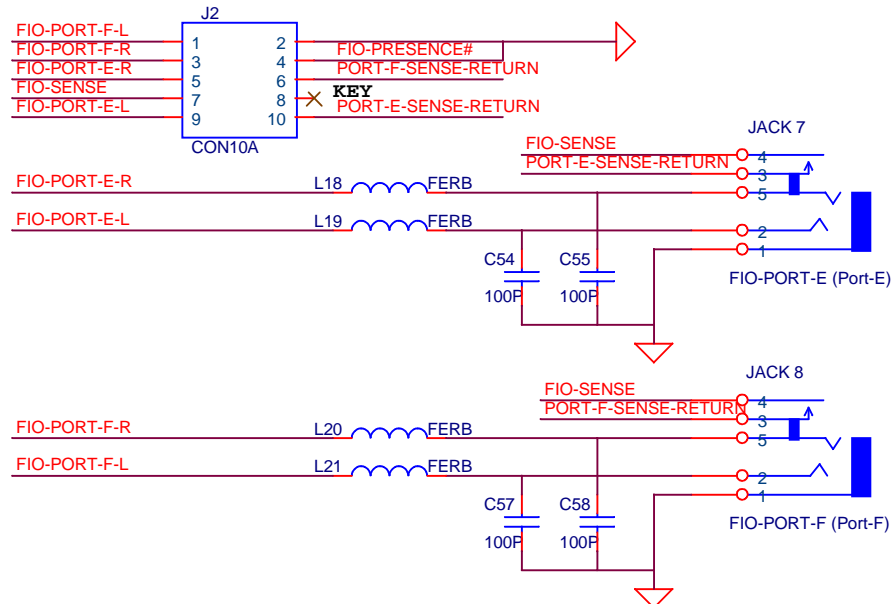 J2
FIO-PORT-F-L
1 2
FIO-PORT-F-R
3 4
FIO-PRESENCE#
FIO-PORT-E-R
5 6
PORT-F-SENSE-RETURN
FIO-SENSE
7 8
KEY
FIO-PORT-E-L
9 10
PORT-E-SENSE-RETURN
CON10A
JACK 7
FIO-SENSE
4
PORT-E-SENSE-RETURN
3
FIO-PORT-E-R
L18 FERB
5
FIO-PORT-E-L
L19 FERB
2
1
C54 C55
100P 100P
FIO-PORT-E (Port-E)
JACK 8
FIO-SENSE
4
PORT-F-SENSE-RETURN
3
FIO-PORT-F-R
L20 FERB
5
FIO-PORT-F-L
L21 FERB
2
1
C57 C58
100P 100P
FIO-PORT-F (Port-F)